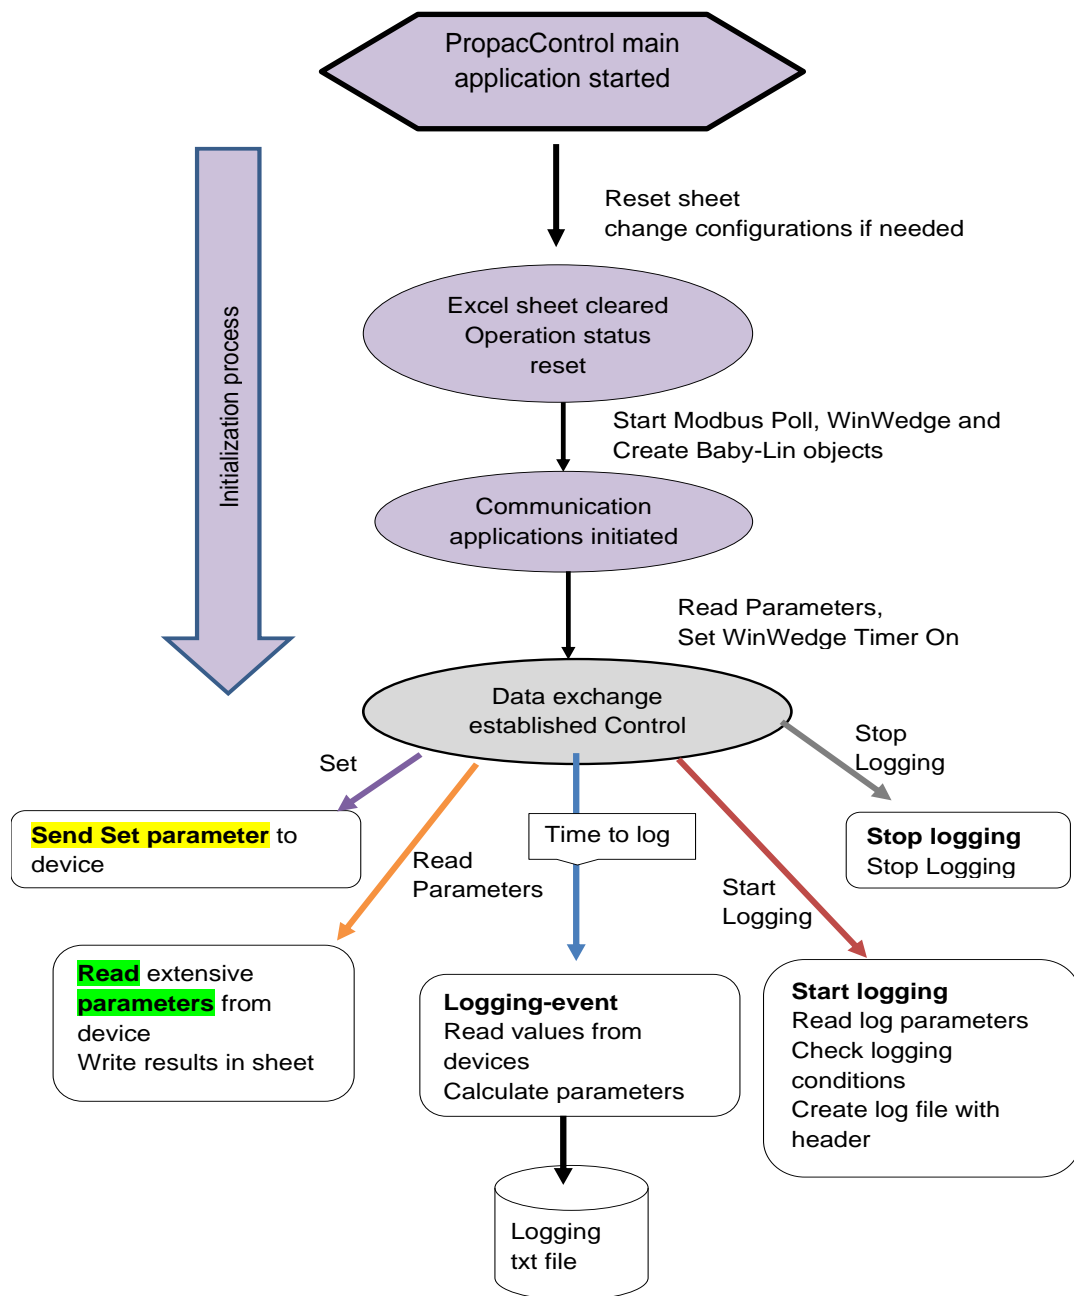 PropacControl main
application started
Reset sheet
change configurations if needed
Initialization process
Excel sheet cleared
Operation status
reset
Start Modbus Poll, WinWedge and
Create Baby-Lin objects
Communication
applications initiated
Read Parameters,
Set WinWedge Timer On
Data exchange
established Control
Set
Stop
Logging
Send Set parameter to
device
Read
Parameters
Time to log
Start
Logging
Stop logging
Stop Logging
Read extensive
parameters from
device
Write results in sheet
Logging-event
Read values from
devices
Calculate parameters
Start logging
Read log parameters
Check logging
conditions
Create log file with
header
Logging
txt file